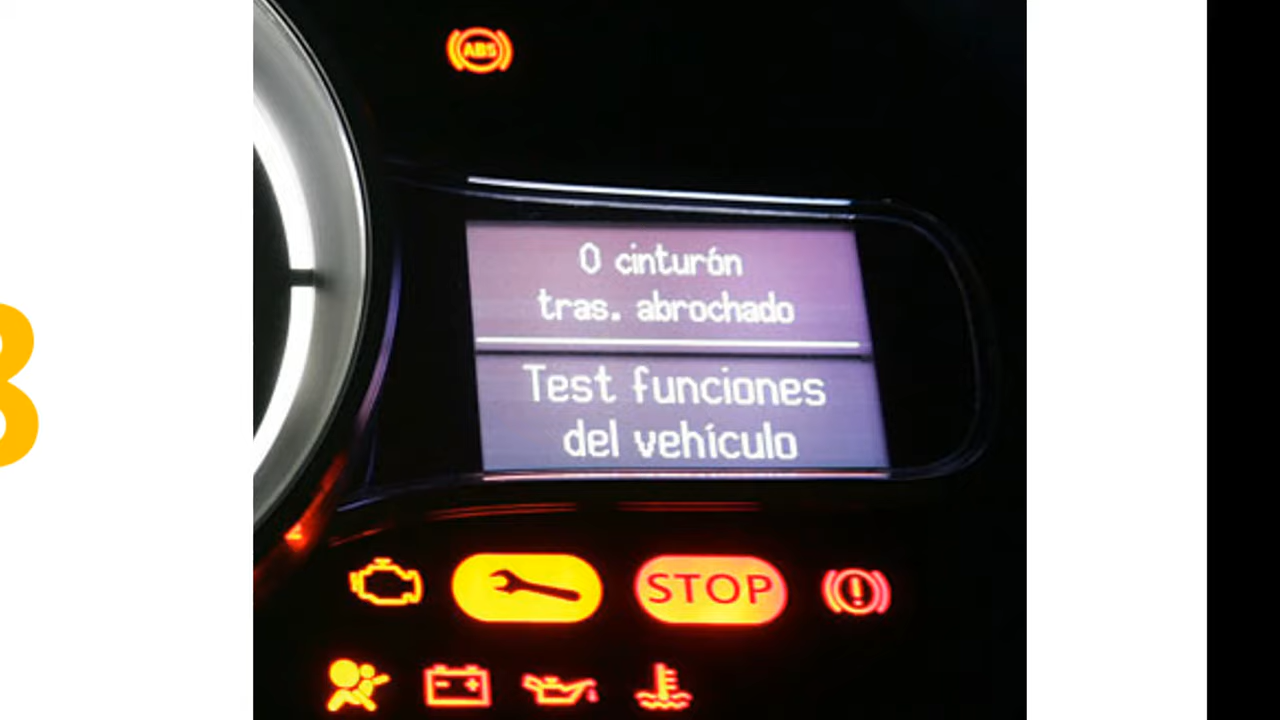 ABS
0 cinturón
tras. abrochado
Test funciones
del vehículo
STOP